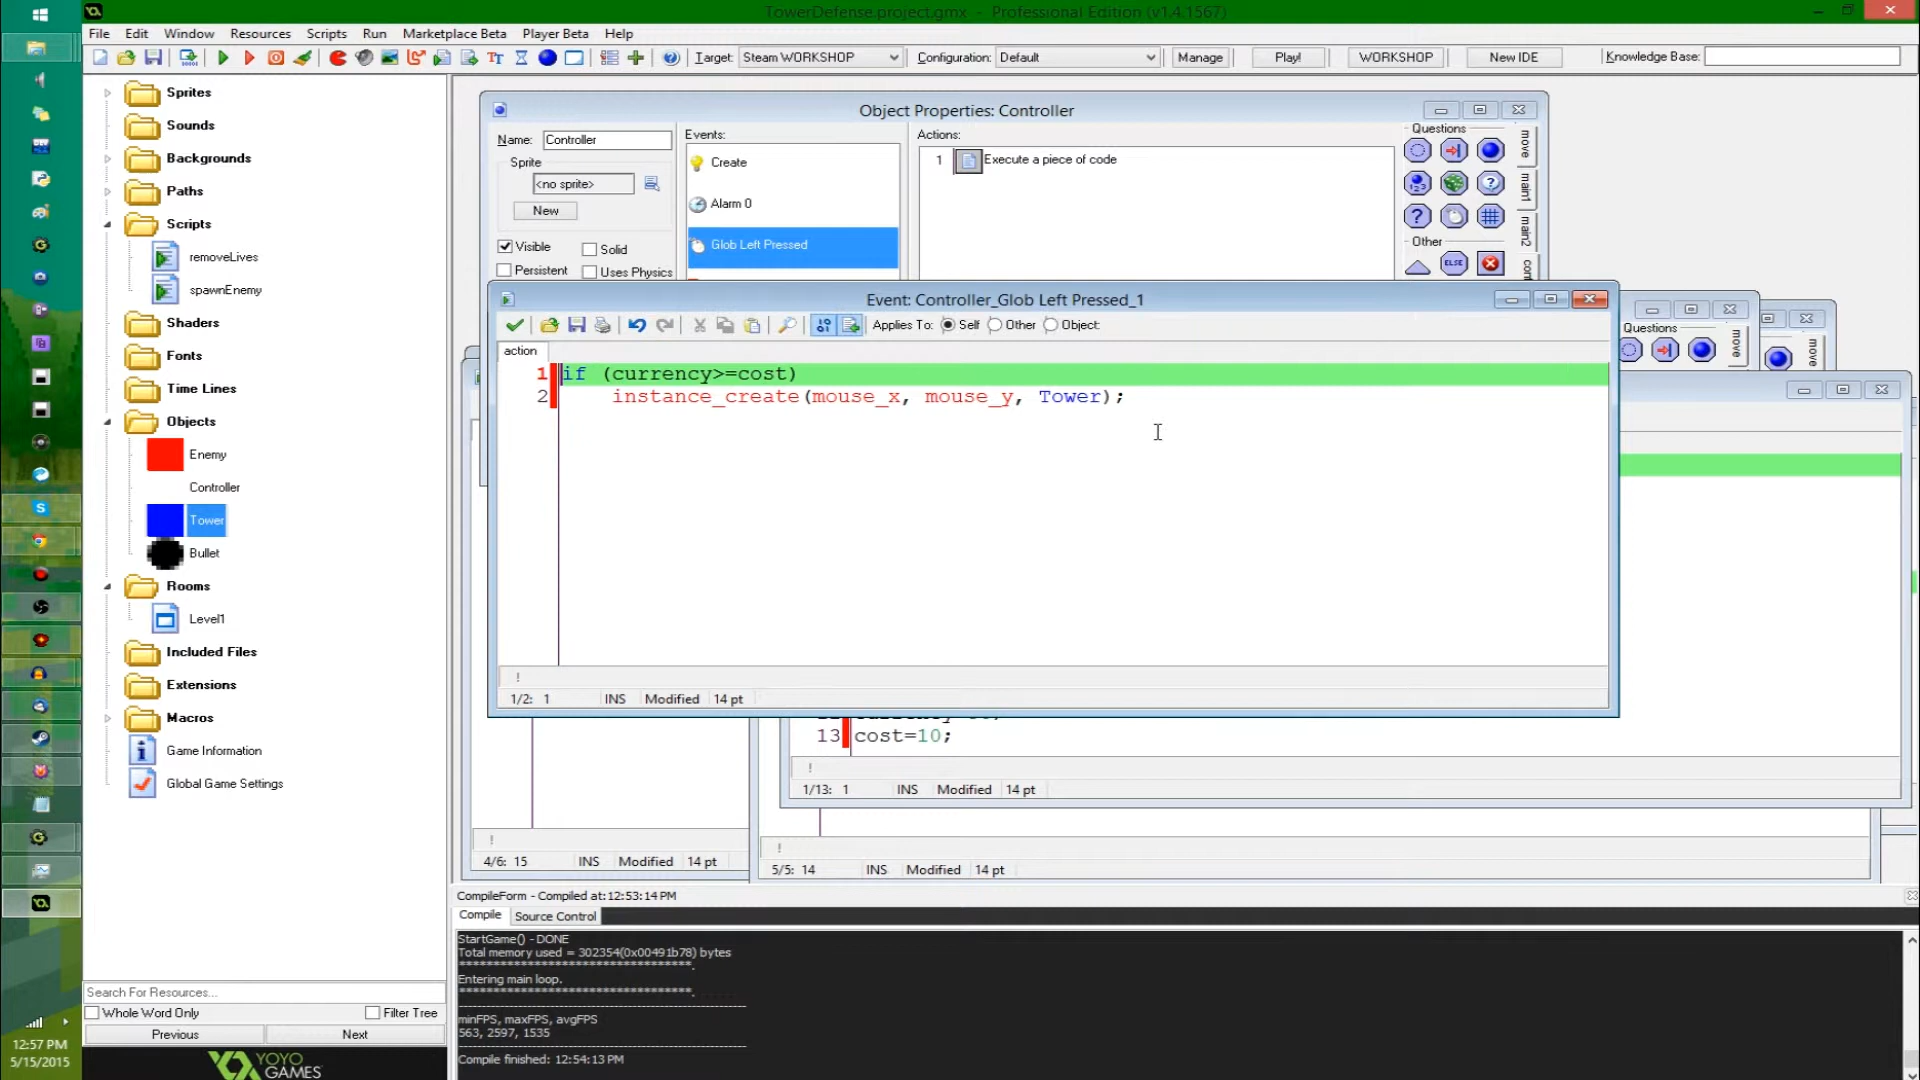 TowerDefense.project.gmx - Professional Edition (v1.4.1567)
File Edit Window Resources Scripts Run Marketplace Beta Player Beta Help
Target: Steam WORKSHOP Configuration: Default Manage Play! WORKSHOP New IDE Knowledge Base:
Sprites
Sounds
Backgrounds
Paths
Scripts
removeLives
spawnEnemy
Shaders
Fonts
Time Lines
Objects
Enemy
Controller
Tower
Bullet
Rooms
Level1
Included Files
Extensions
Macros
Game Information
Global Game Settings
Search For Resources...
Whole Word Only Filter Tree
Previous Next
YOYO
GAMES
12:57 PM
5/15/2015
Object Properties: Controller
Name: Controller
Sprite
<no sprite>
New
Visible Solid
Persistent Uses Physics
Events:
Create
Alarm 0
Glob Left Pressed
Actions:
1 Execute a piece of code
Questions
Other
ELSE
move
main1
main2
Event: Controller_Glob Left Pressed_1
Applies To: Self Other Object:
action
1 if (currency>=cost)
2 instance_create(mouse_x, mouse_y, Tower);
1/2: 1 INS Modified 14 pt
Questions
move
move
13 cost=10;
1/13: 1 INS Modified 14 pt
4/6: 15 INS Modified 14 pt
5/5: 14 INS Modified 14 pt
CompileForm - Compiled at:12:53:14 PM
Compile Source Control
StartGame() - DONE
Total memory used = 302354(0x00491b78) bytes
**********************************.
Entering main loop.
**********************************.
minFPS, maxFPS, avgFPS
563, 2597, 1535
Compile finished: 12:54:13 PM